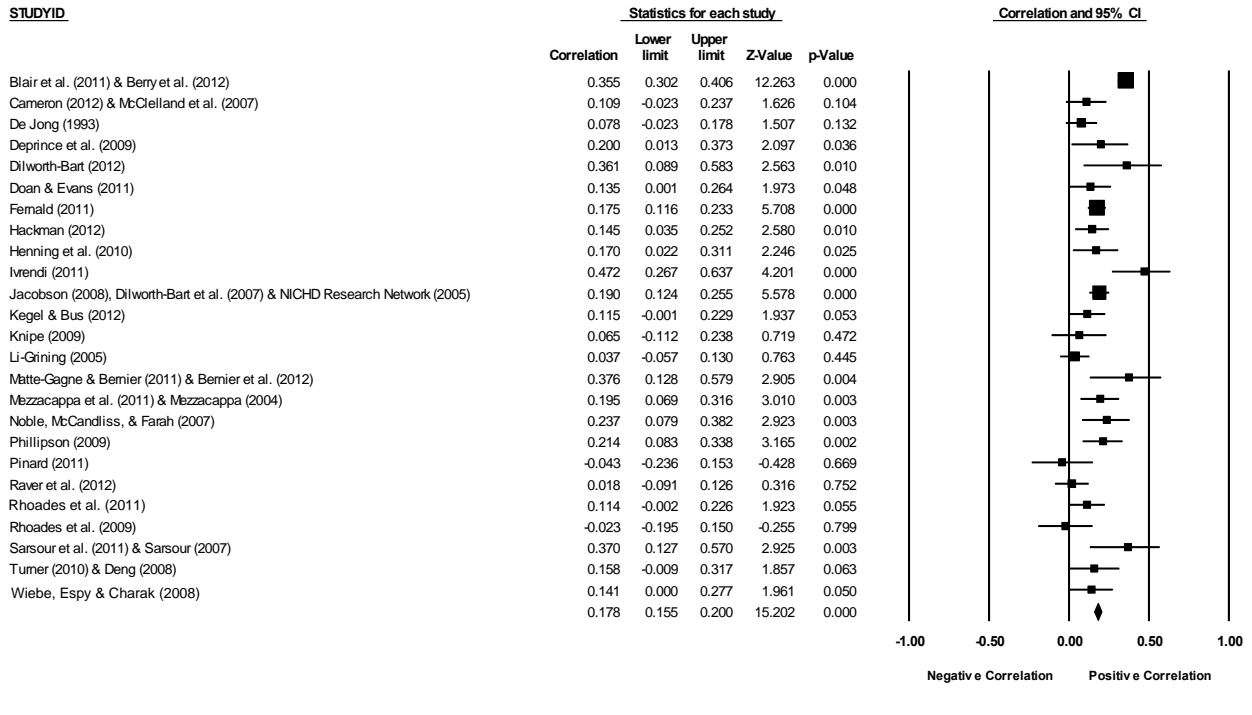 STUDYID Statistics for each study Correlation and 95% CI
Lower Upper
Correlation limit limit Z-Value p-Value
Blair et al. (2011) & Berry et al. (2012) 0.355 0.302 0.406 12.263 0.000
Cameron (2012) & McClelland et al. (2007) 0.109 -0.023 0.237 1.626 0.104
De Jong (1993) 0.078 -0.023 0.178 1.507 0.132
Deprince et al. (2009) 0.200 0.013 0.373 2.097 0.036
Dilworth-Bart (2012) 0.361 0.089 0.583 2.563 0.010
Doan & Evans (2011) 0.135 0.001 0.264 1.973 0.048
Fernald (2011) 0.175 0.116 0.233 5.708 0.000
Hackman (2012) 0.145 0.035 0.252 2.580 0.010
Henning et al. (2010) 0.170 0.022 0.311 2.246 0.025
Ivrendi (2011) 0.472 0.267 0.637 4.201 0.000
Jacobson (2008), Dilworth-Bart et al. (2007) & NICHD Research Network (2005) 0.190 0.124 0.255 5.578 0.000
Kegel & Bus (2012) 0.115 -0.001 0.229 1.937 0.053
Knipe (2009) 0.065 -0.112 0.238 0.719 0.472
Li-Grining (2005) 0.037 -0.057 0.130 0.763 0.445
Matte-Gagne & Bernier (2011) & Bernier et al. (2012) 0.376 0.128 0.579 2.905 0.004
Mezzacappa et al. (2011) & Mezzacappa (2004) 0.195 0.069 0.316 3.010 0.003
Noble, McCandliss, & Farah (2007) 0.237 0.079 0.382 2.923 0.003
Phillipson (2009) 0.214 0.083 0.338 3.165 0.002
Pinard (2011) -0.043 -0.236 0.153 -0.428 0.669
Raver et al. (2012) 0.018 -0.091 0.126 0.316 0.752
Rhoades et al. (2011) 0.114 -0.002 0.226 1.923 0.055
Rhoades et al. (2009) -0.023 -0.195 0.150 -0.255 0.799
Sarsour et al. (2011) & Sarsour (2007) 0.370 0.127 0.570 2.925 0.003
Turner (2010) & Deng (2008) 0.158 -0.009 0.317 1.857 0.063
Wiebe, Espy & Charak (2008) 0.141 0.000 0.277 1.961 0.050
0.178 0.155 0.200 15.202 0.000
-1.00 -0.50 0.00 0.50 1.00
Negative Correlation Positive Correlation